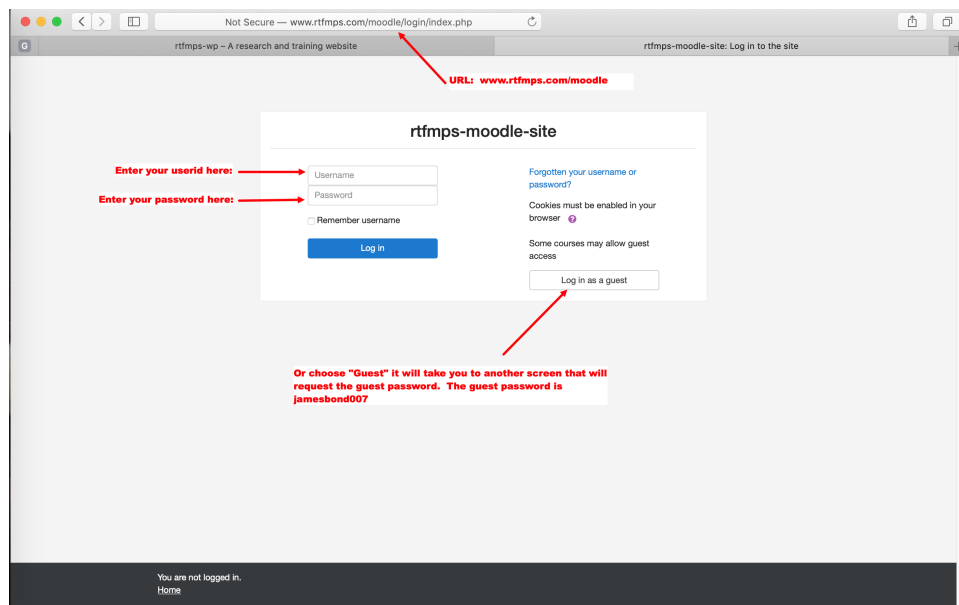 Not Secure — www.rtfmps.com/moodle/login/index.php
G
rtfmps-wp – A research and training website
rtfmps-moodle-site: Log in to the site
URL: www.rtfmps.com/moodle
rtfmps-moodle-site
Enter your userid here:
Username
Enter your password here:
Password
Remember username
Log in
Forgotten your username or
password?
Cookies must be enabled in your
browser
Some courses may allow guest
access
Log in as a guest
Or choose "Guest" it will take you to another screen that will
request the guest password. The guest password is
jamesbond007
You are not logged in.
Home